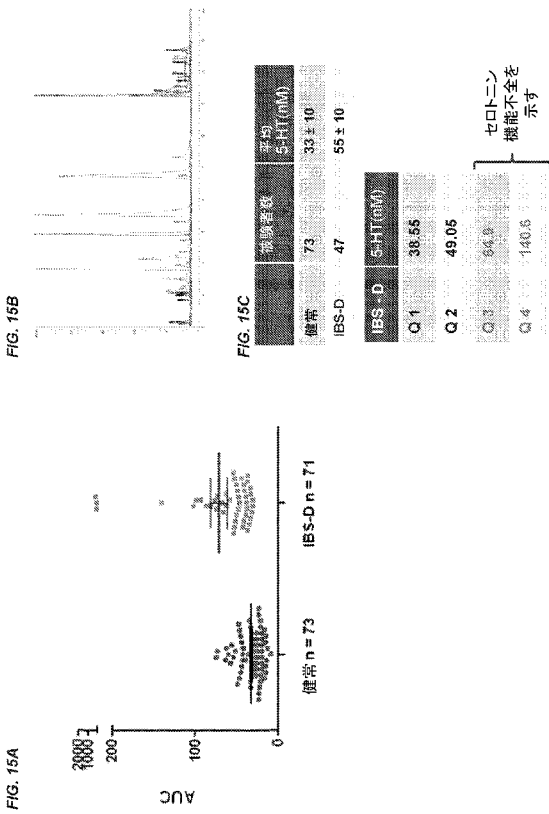 FIG. 15A
AUC
2000
1000
200
100
0
健常 n = 73
IBS-D n = 71
FIG. 15B
FIG. 15C
被験者数 平均 5-HT(nM)
健常 73 33 ± 10
IBS-D 47 55 ± 10
IBS - D 5-HT(nM)
Q 1 38.55
Q 2 49.05
Q 3
Q 4 140.6
セロトニン
機能不全を
示す